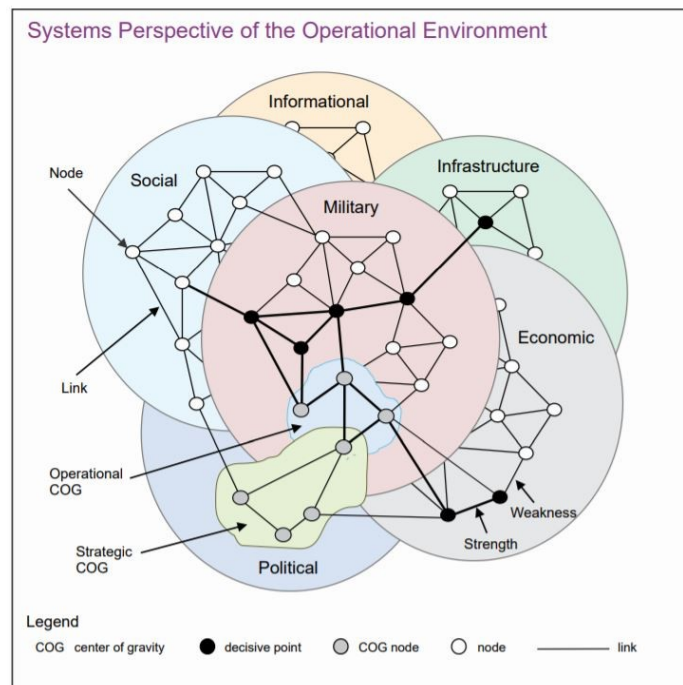 Systems Perspective of the Operational Environment
Informational
Infrastructure
Node
Social
Military
Economic
Link
Operational
COG
Weakness
Strength
Strategic
COG
Political
Legend
COG center of gravity
decisive point
COG node
node
link